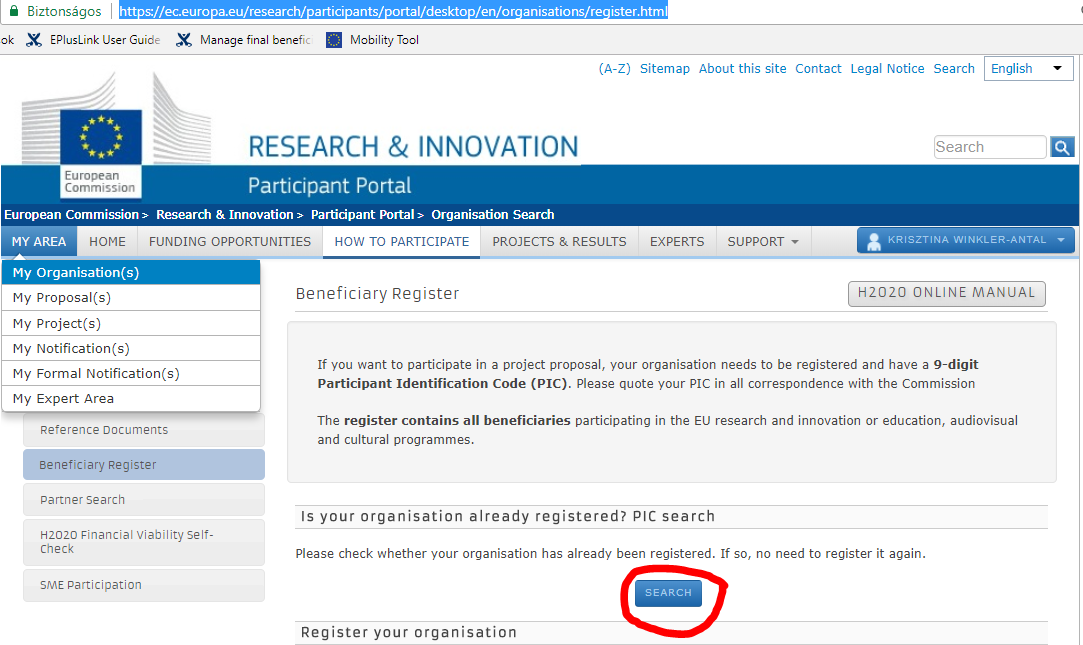 Biztonságos
https://ec.europa.eu/research/participants/portal/desktop/en/organisations/register.html
ok EPlusLink User Guide Manage final benefici Mobility Tool
(A-Z) Sitemap About this site Contact Legal Notice Search English
European
Commission
RESEARCH & INNOVATION
Search
Participant Portal
European Commission > Research & Innovation > Participant Portal > Organisation Search
MY AREA HOME FUNDING OPPORTUNITIES HOW TO PARTICIPATE PROJECTS & RESULTS EXPERTS SUPPORT KRISZTINA WINKLER-ANTAL
My Organisation(s)
My Proposal(s)
My Project(s)
My Notification(s)
My Formal Notification(s)
My Expert Area
Reference Documents
Beneficiary Register
Partner Search
H2020 Financial Viability Self-
Check
SME Participation
Beneficiary Register
H2020 ONLINE MANUAL
If you want to participate in a project proposal, your organisation needs to be registered and have a 9-digit
Participant Identification Code (PIC). Please quote your PIC in all correspondence with the Commission
The register contains all beneficiaries participating in the EU research and innovation or education, audiovisual
and cultural programmes.
Is your organisation already registered? PIC search
Please check whether your organisation has already been registered. If so, no need to register it again.
SEARCH
Register your organisation